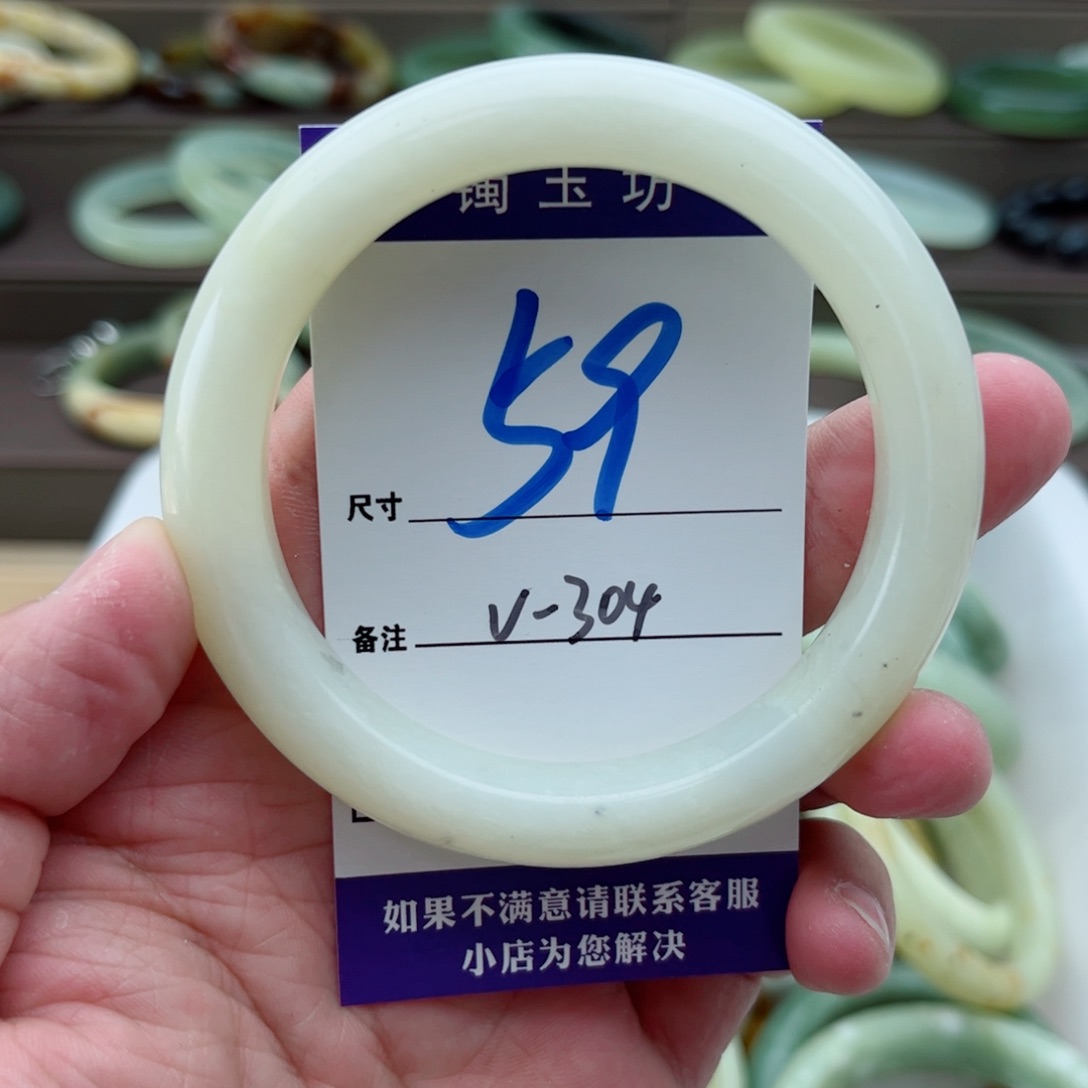 玉坊
尺寸 59
备注 V-304
如果不满意请联系客服
小店为您解决